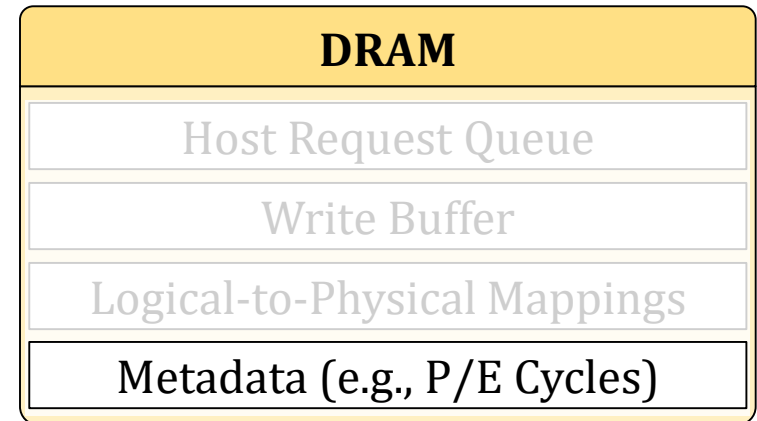 DRAM
Host Request Queue
Write Buffer
Logical-to-Physical Mappings
Metadata (e.g., P/E Cycles)